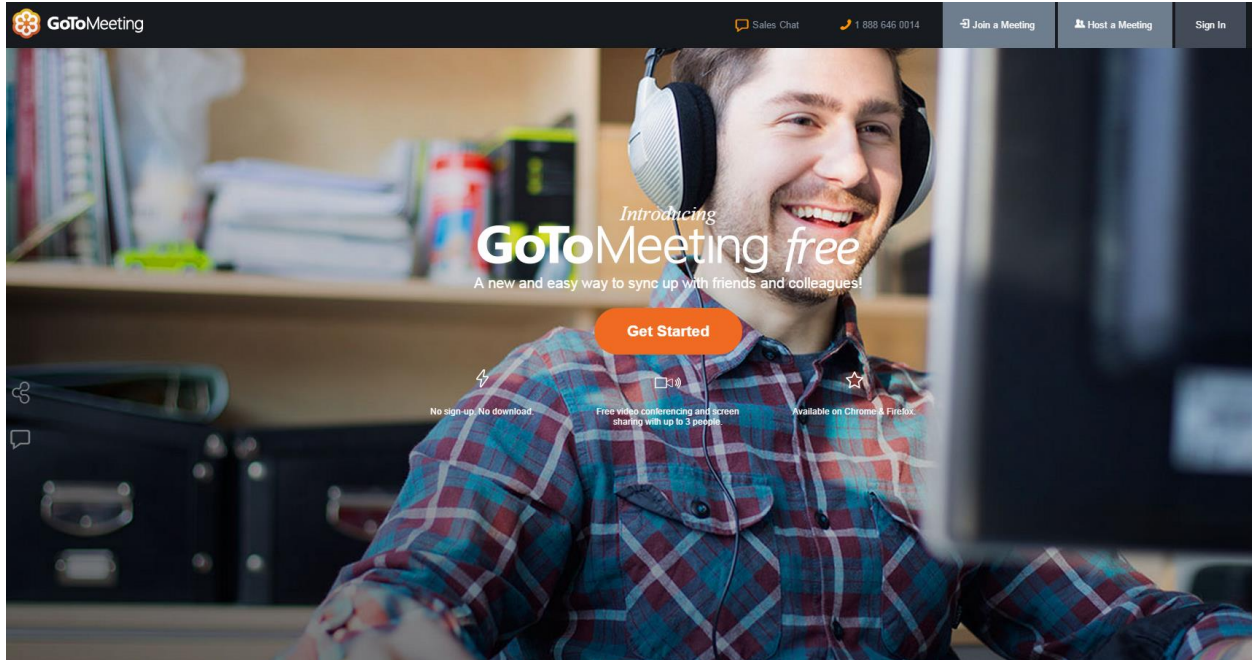 GoToMeeting
Sales Chat
1 888 646 0014
Join a Meeting
Host a Meeting
Sign In
Introducing
GoToMeeting free
A new and easy way to sync up with friends and colleagues!
Get Started
No sign-up. No download.
Free video conferencing and screen
sharing with up to 3 people.
Available on Chrome & Firefox.